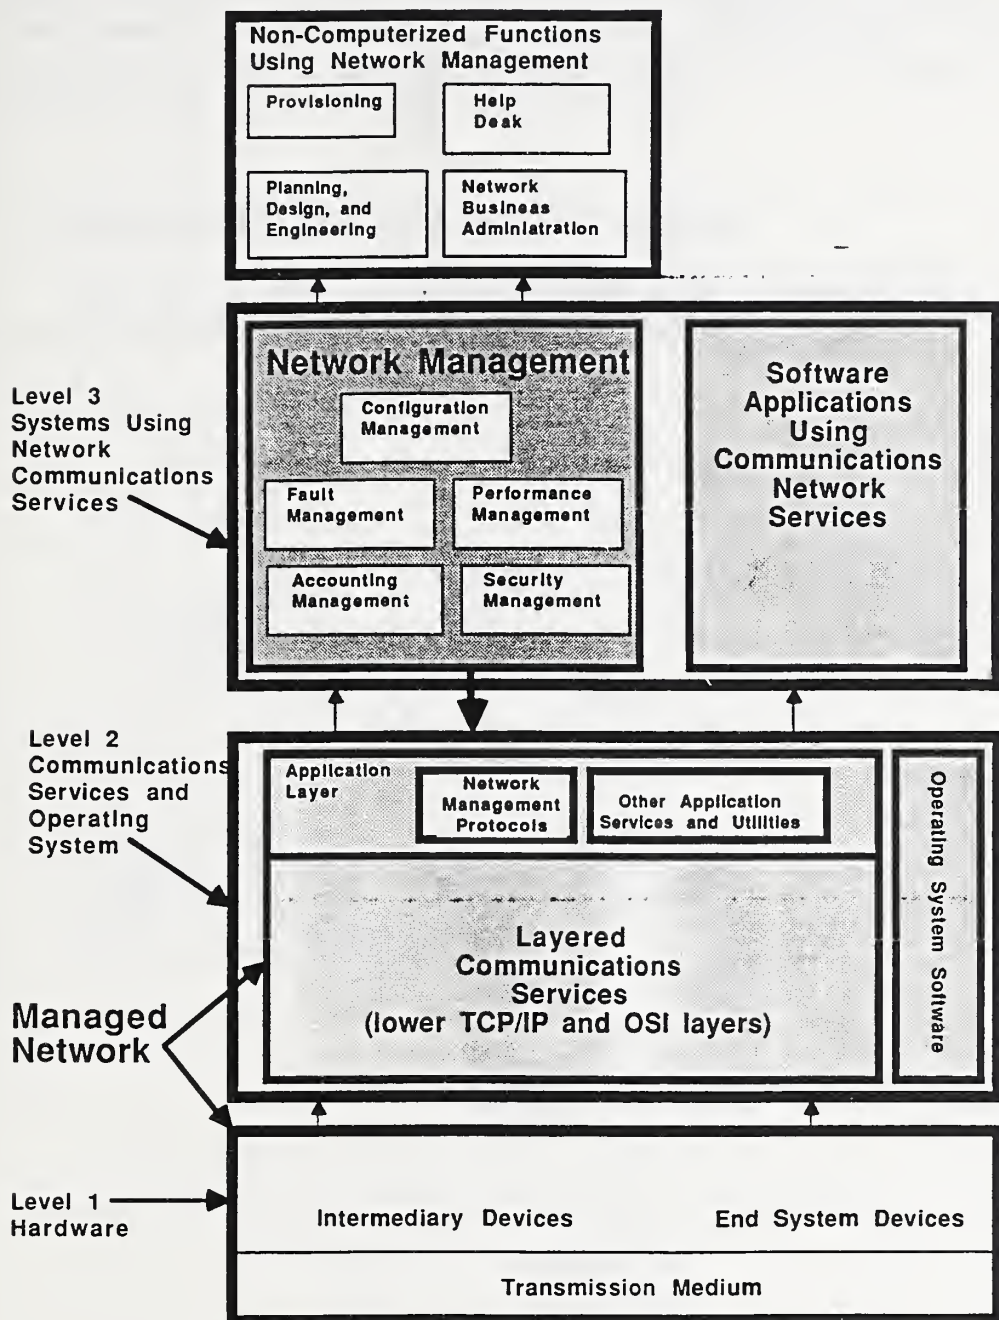 Non-Computerized Functions
Using Network Management
Provisioning
Help
Deak
Planning,
Design, and
Engineering
Network
Busineas
Adminiatration
Level 3
Systems Using
Network
Communications
Services
Network Management
Configuration
Management
Fault
Management
Performance
Management
Accounting
Management
Security
Management
Software
Applications
Using
Communications
Network
Services
Level 2
Communications
Services and
Operating
System
Application
Layer
Network
Management
Protocols
Other Application
Services and Utilities
Operating System Software
Layered
Communications
Services
(lower TCP/IP and OSI layers)
Managed
Network
Level 1
Hardware
Intermediary Devices
End System Devices
Transmission Medium